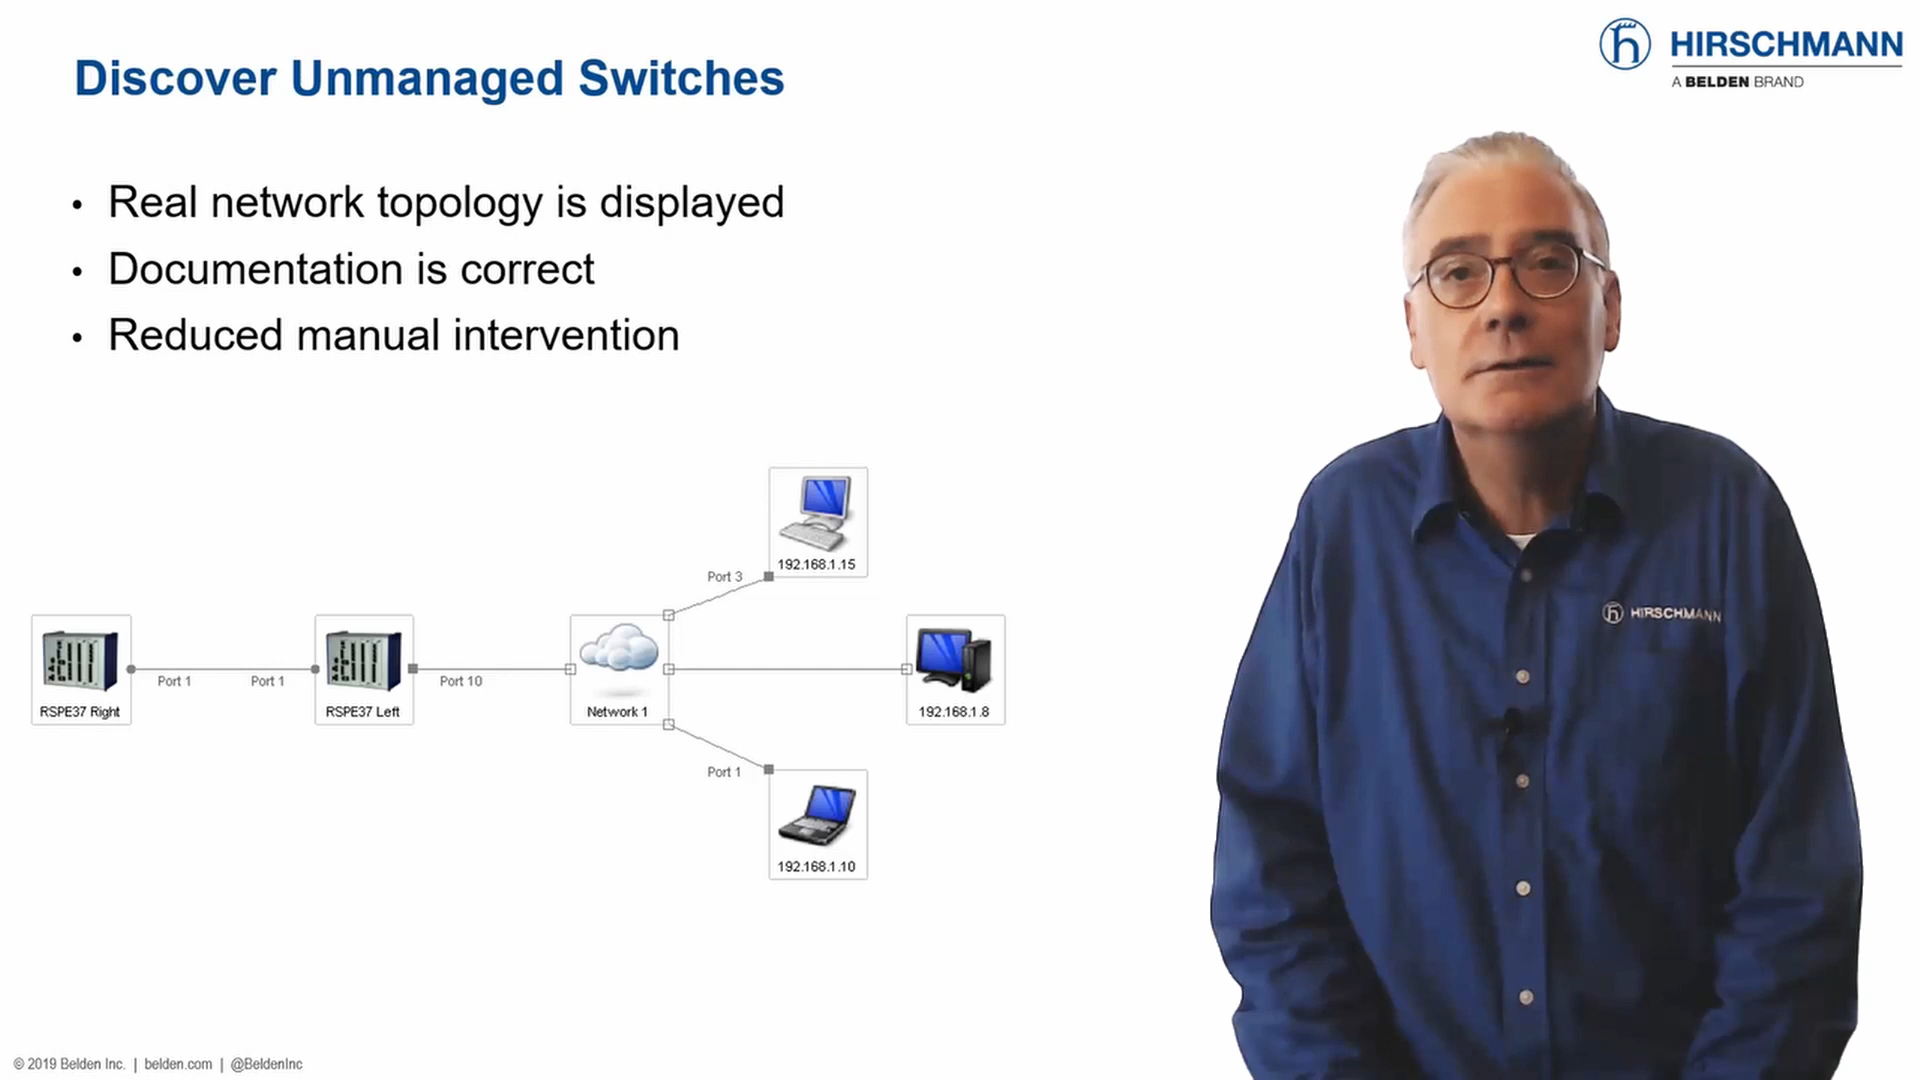 HIRSCHMANN
A BELDEN BRAND
Discover Unmanaged Switches
• Real network topology is displayed
• Documentation is correct
• Reduced manual intervention
192.168.1.15
Port 3
RSPE37 Right
Port 1
Port 1
RSPE37 Left
Port 10
Network 1
192.168.1.8
Port 1
192.168.1.10
HIRSCHMANN
© 2019 Belden Inc. | belden.com | @BeldenInc